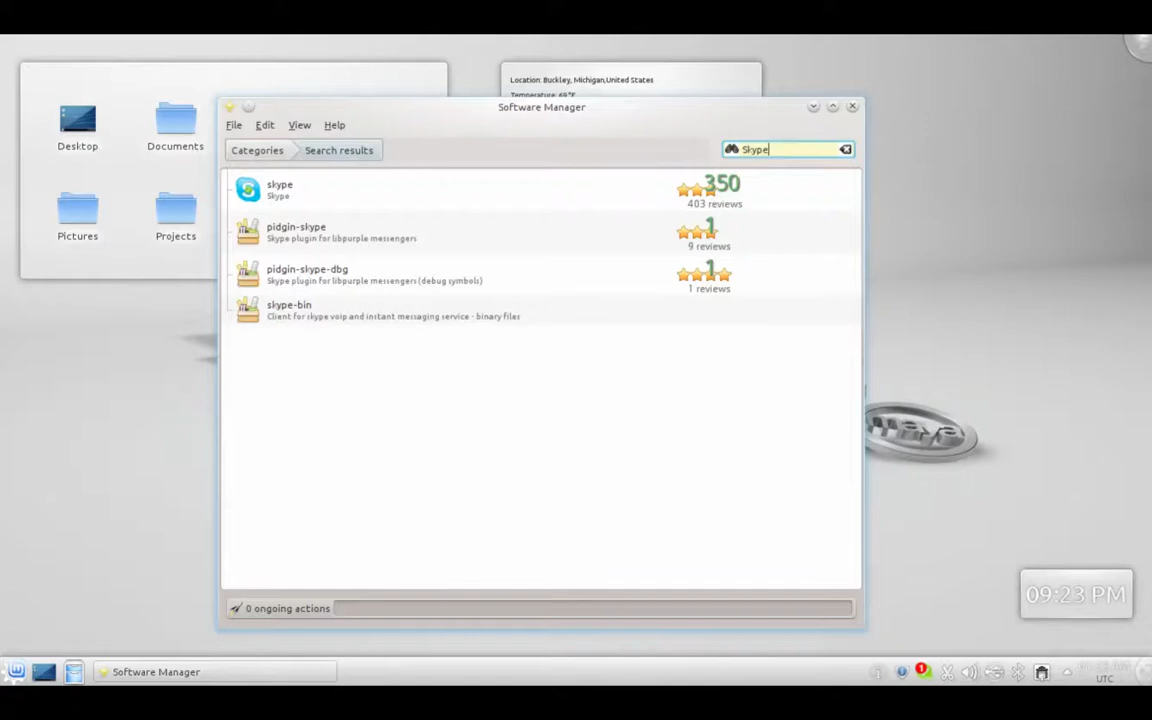 Location: Buckley, Michigan,United States
Temperature: 69°F
Software Manager
File Edit View Help
Categories Search results
Skype
skype
Skype
350
403 reviews
pidgin-skype
Skype plugin for libpurple messengers
1
9 reviews
pidgin-skype-dbg
Skype plugin for libpurple messengers (debug symbols)
1
1 reviews
skype-bin
Client for skype voip and instant messaging service - binary files
0 ongoing actions
Desktop
Documents
Pictures
Projects
maya
09:23 PM
Software Manager
1
UTC